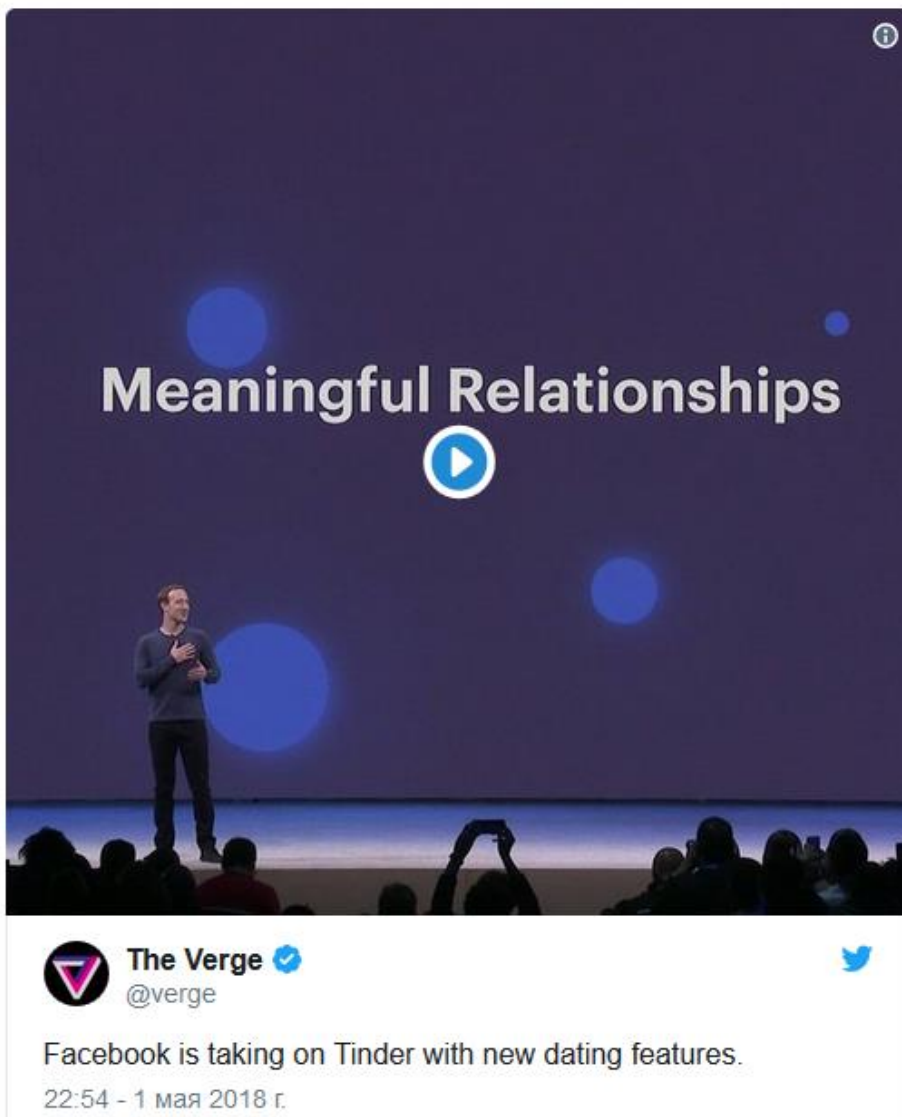 Meaningful Relationships
The Verge
@verge
Facebook is taking on Tinder with new dating features.
22:54 - 1 мая 2018 г.